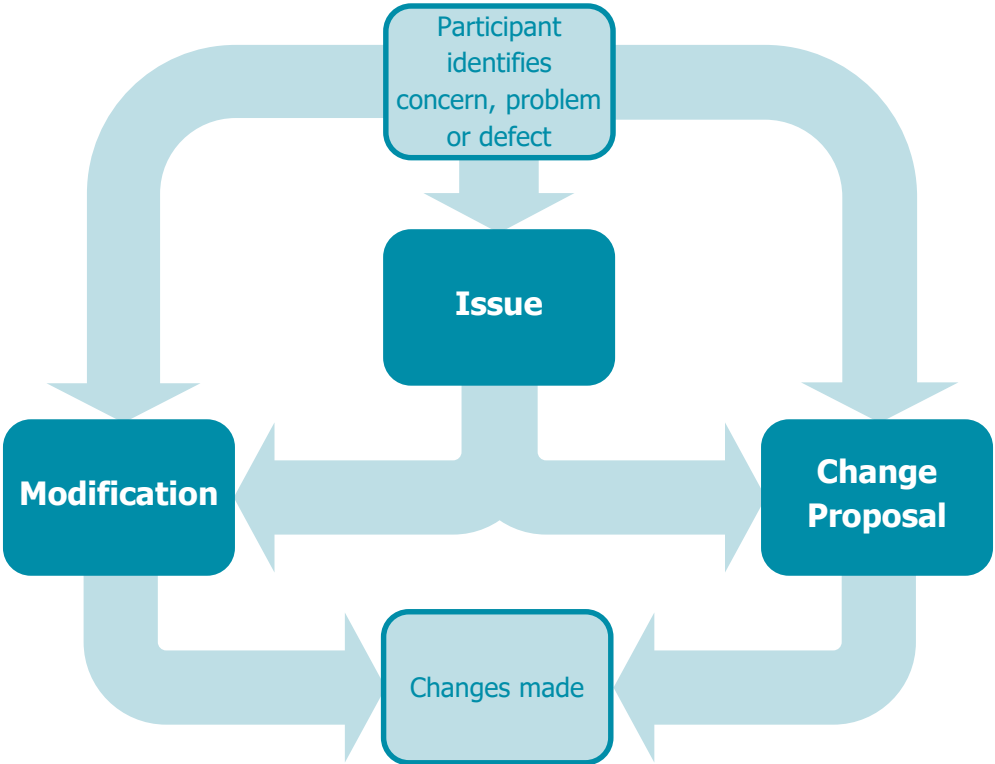 Participant
identifies
concern, problem
or defect
Issue
Modification
Change
Proposal
Changes made